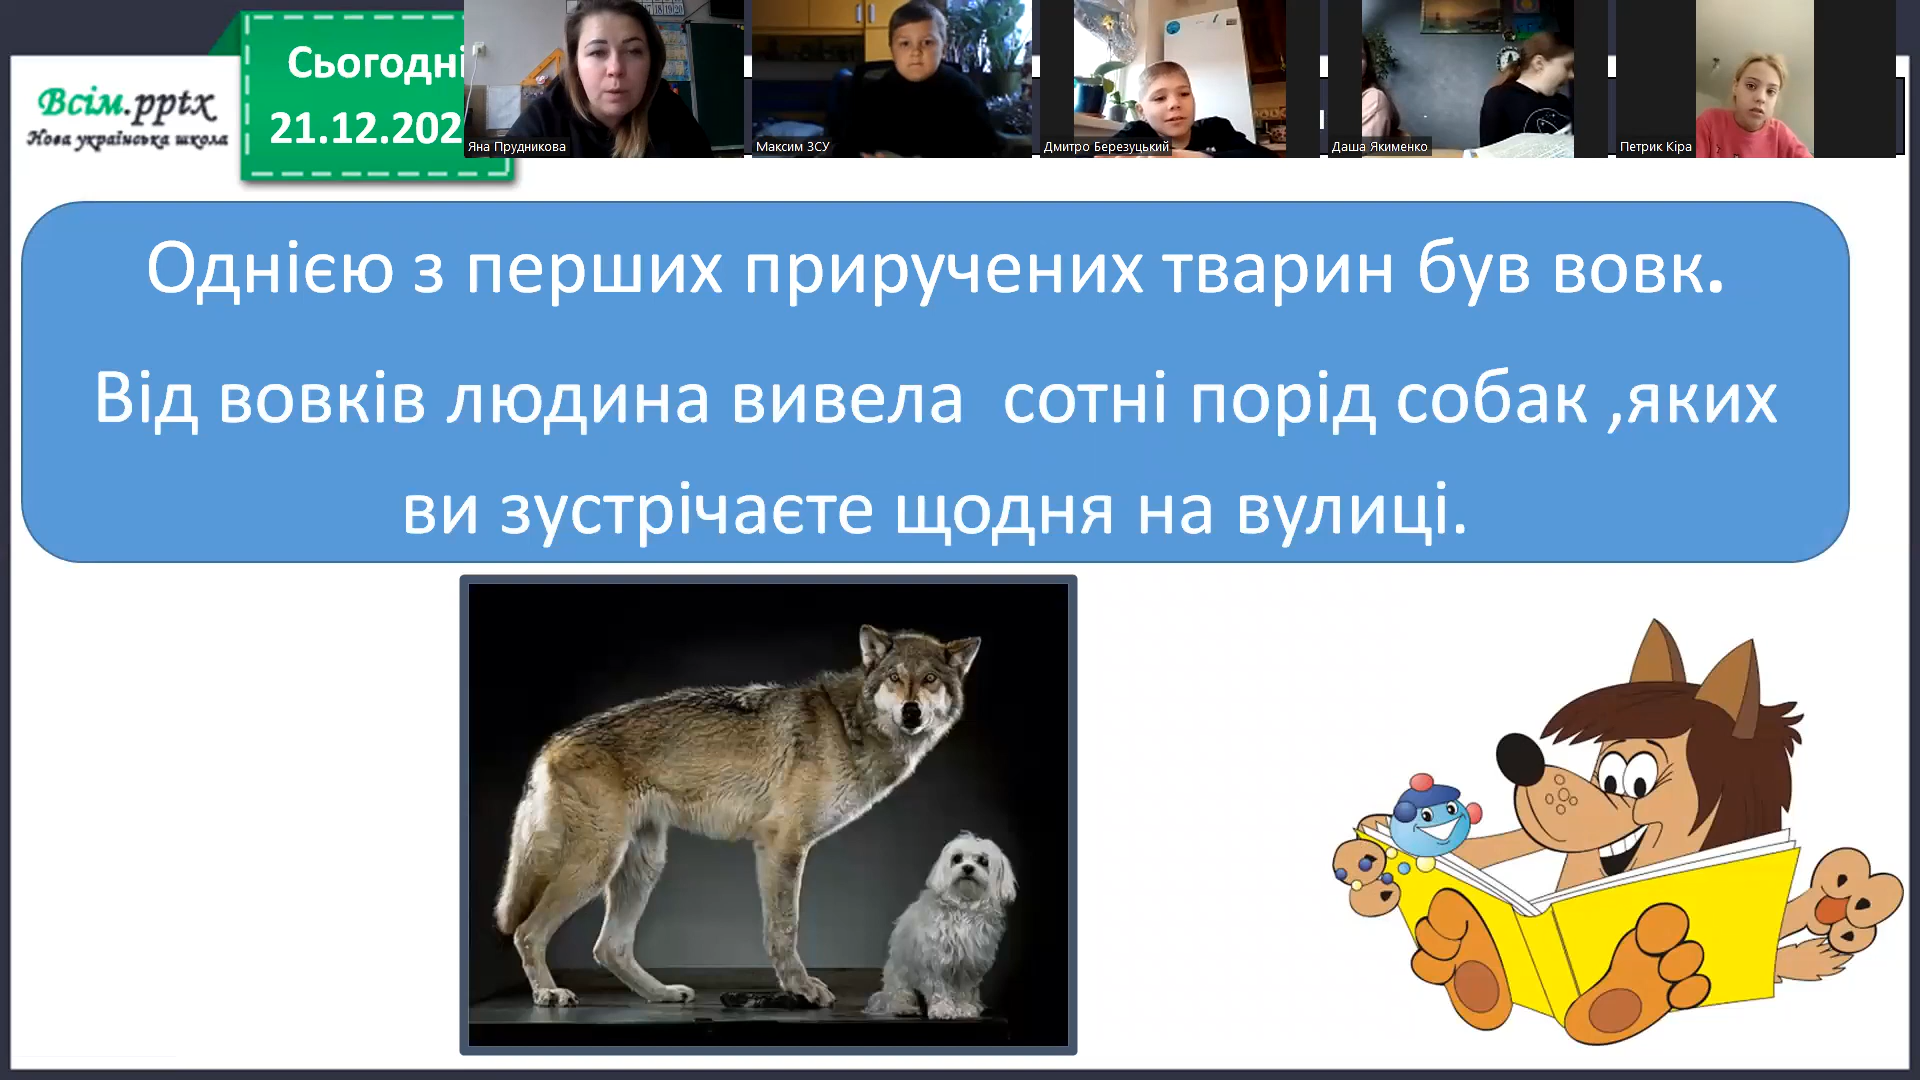 Всім.pptx
Нова українська школа
Сьогодні
21.12.202
Яна Прудникова
Максим ЗСУ
Дмитро Березуцький
Даша Якименко
Петрик Кіра
Однією з перших приручених тварин був вовк.
Від вовків людина вивела сотні порід собак ,яких
ви зустрічаєте щодня на вулиці.